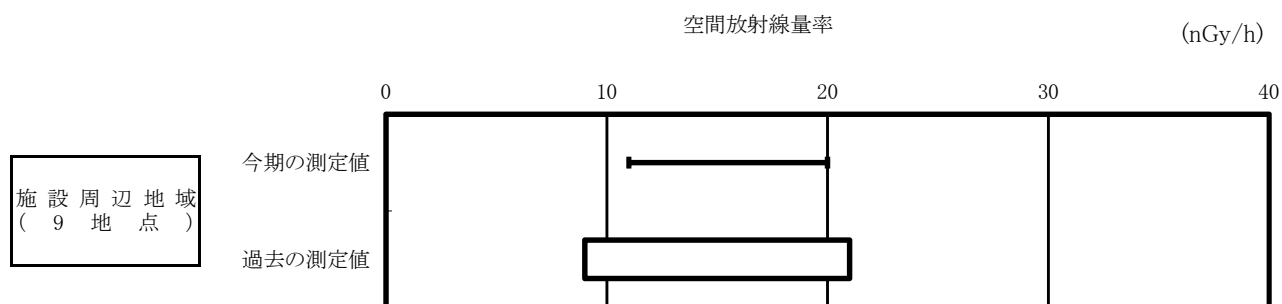 空間放射線量率
(nGy/h)
0 10 20 30 40
今期の測定値
施設周辺地域
( 9 地点 )
過去の測定値